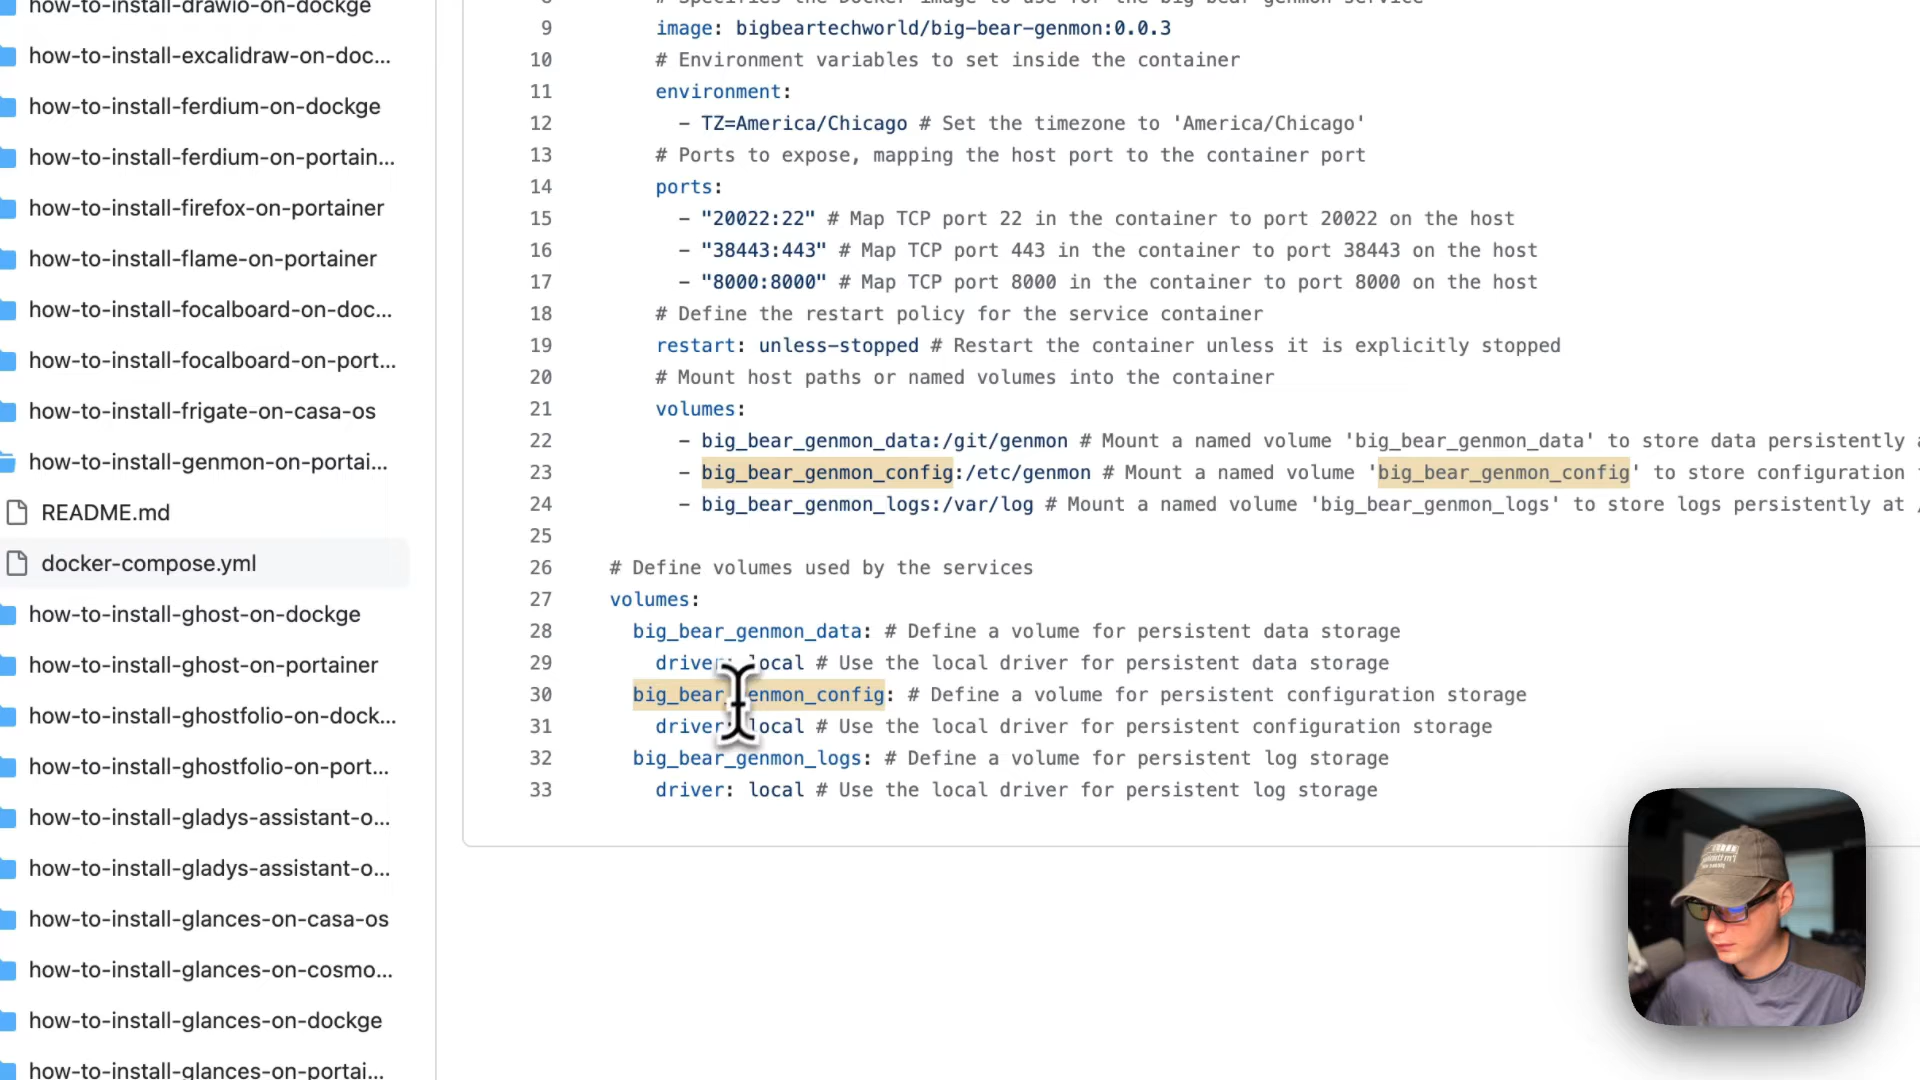 how-to-install-drawio-on-dockge
how-to-install-excalidraw-on-doc...
how-to-install-ferdium-on-dockge
how-to-install-ferdium-on-portain...
how-to-install-firefox-on-portainer
how-to-install-flame-on-portainer
how-to-install-focalboard-on-doc...
how-to-install-focalboard-on-port...
how-to-install-frigate-on-casa-os
how-to-install-genmon-on-portai...
README.md
docker-compose.yml
how-to-install-ghost-on-dockge
how-to-install-ghost-on-portainer
how-to-install-ghostfolio-on-dock...
how-to-install-ghostfolio-on-port...
how-to-install-gladys-assistant-o...
how-to-install-gladys-assistant-o...
how-to-install-glances-on-casa-os
how-to-install-glances-on-cosmo...
how-to-install-glances-on-dockge
how-to-install-glances-on-portai...
9 image: bigbeartechworld/big-bear-genmon:0.0.3
10 # Environment variables to set inside the container
11 environment:
12 - TZ=America/Chicago # Set the timezone to 'America/Chicago'
13 # Ports to expose, mapping the host port to the container port
14 ports:
15 - "20022:22" # Map TCP port 22 in the container to port 20022 on the host
16 - "38443:443" # Map TCP port 443 in the container to port 38443 on the host
17 - "8000:8000" # Map TCP port 8000 in the container to port 8000 on the host
18 # Define the restart policy for the service container
19 restart: unless-stopped # Restart the container unless it is explicitly stopped
20 # Mount host paths or named volumes into the container
21 volumes:
22 - big_bear_genmon_data:/git/genmon # Mount a named volume 'big_bear_genmon_data' to store data persistently
23 - big_bear_genmon_config:/etc/genmon # Mount a named volume 'big_bear_genmon_config' to store configuration
24 - big_bear_genmon_logs:/var/log # Mount a named volume 'big_bear_genmon_logs' to store logs persistently at
25
26 # Define volumes used by the services
27 volumes:
28 big_bear_genmon_data: # Define a volume for persistent data storage
29 driver: local # Use the local driver for persistent data storage
30 big_bear_genmon_config: # Define a volume for persistent configuration storage
31 driver: local # Use the local driver for persistent configuration storage
32 big_bear_genmon_logs: # Define a volume for persistent log storage
33 driver: local # Use the local driver for persistent log storage